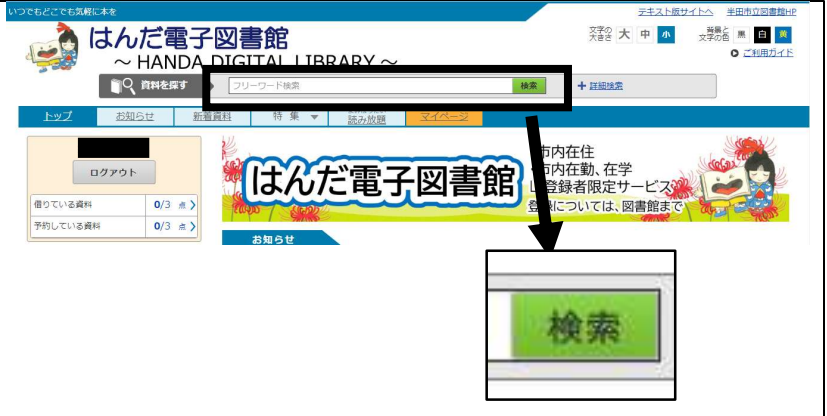 いつでもどこでも気軽に本を
テキスト版サイトへ 半田市立図書館HP
はんだ電子図書館
～ HANDA DIGITAL LIBRARY ～
文字の大きさ 大 中 小 背景と文字の色 黒 白 黄
ご利用ガイド
資料を探す フリーワード検索 検索 + 詳細検索
トップ お知らせ 新着資料 特集 ▼ 読み放題 マイページ
ログアウト
借りている資料 0/3 点
予約している資料 0/3 点
はんだ電子図書館
市内在住
市内在勤、在学
登録者限定サービス
登録については、図書館まで
お知らせ
検索